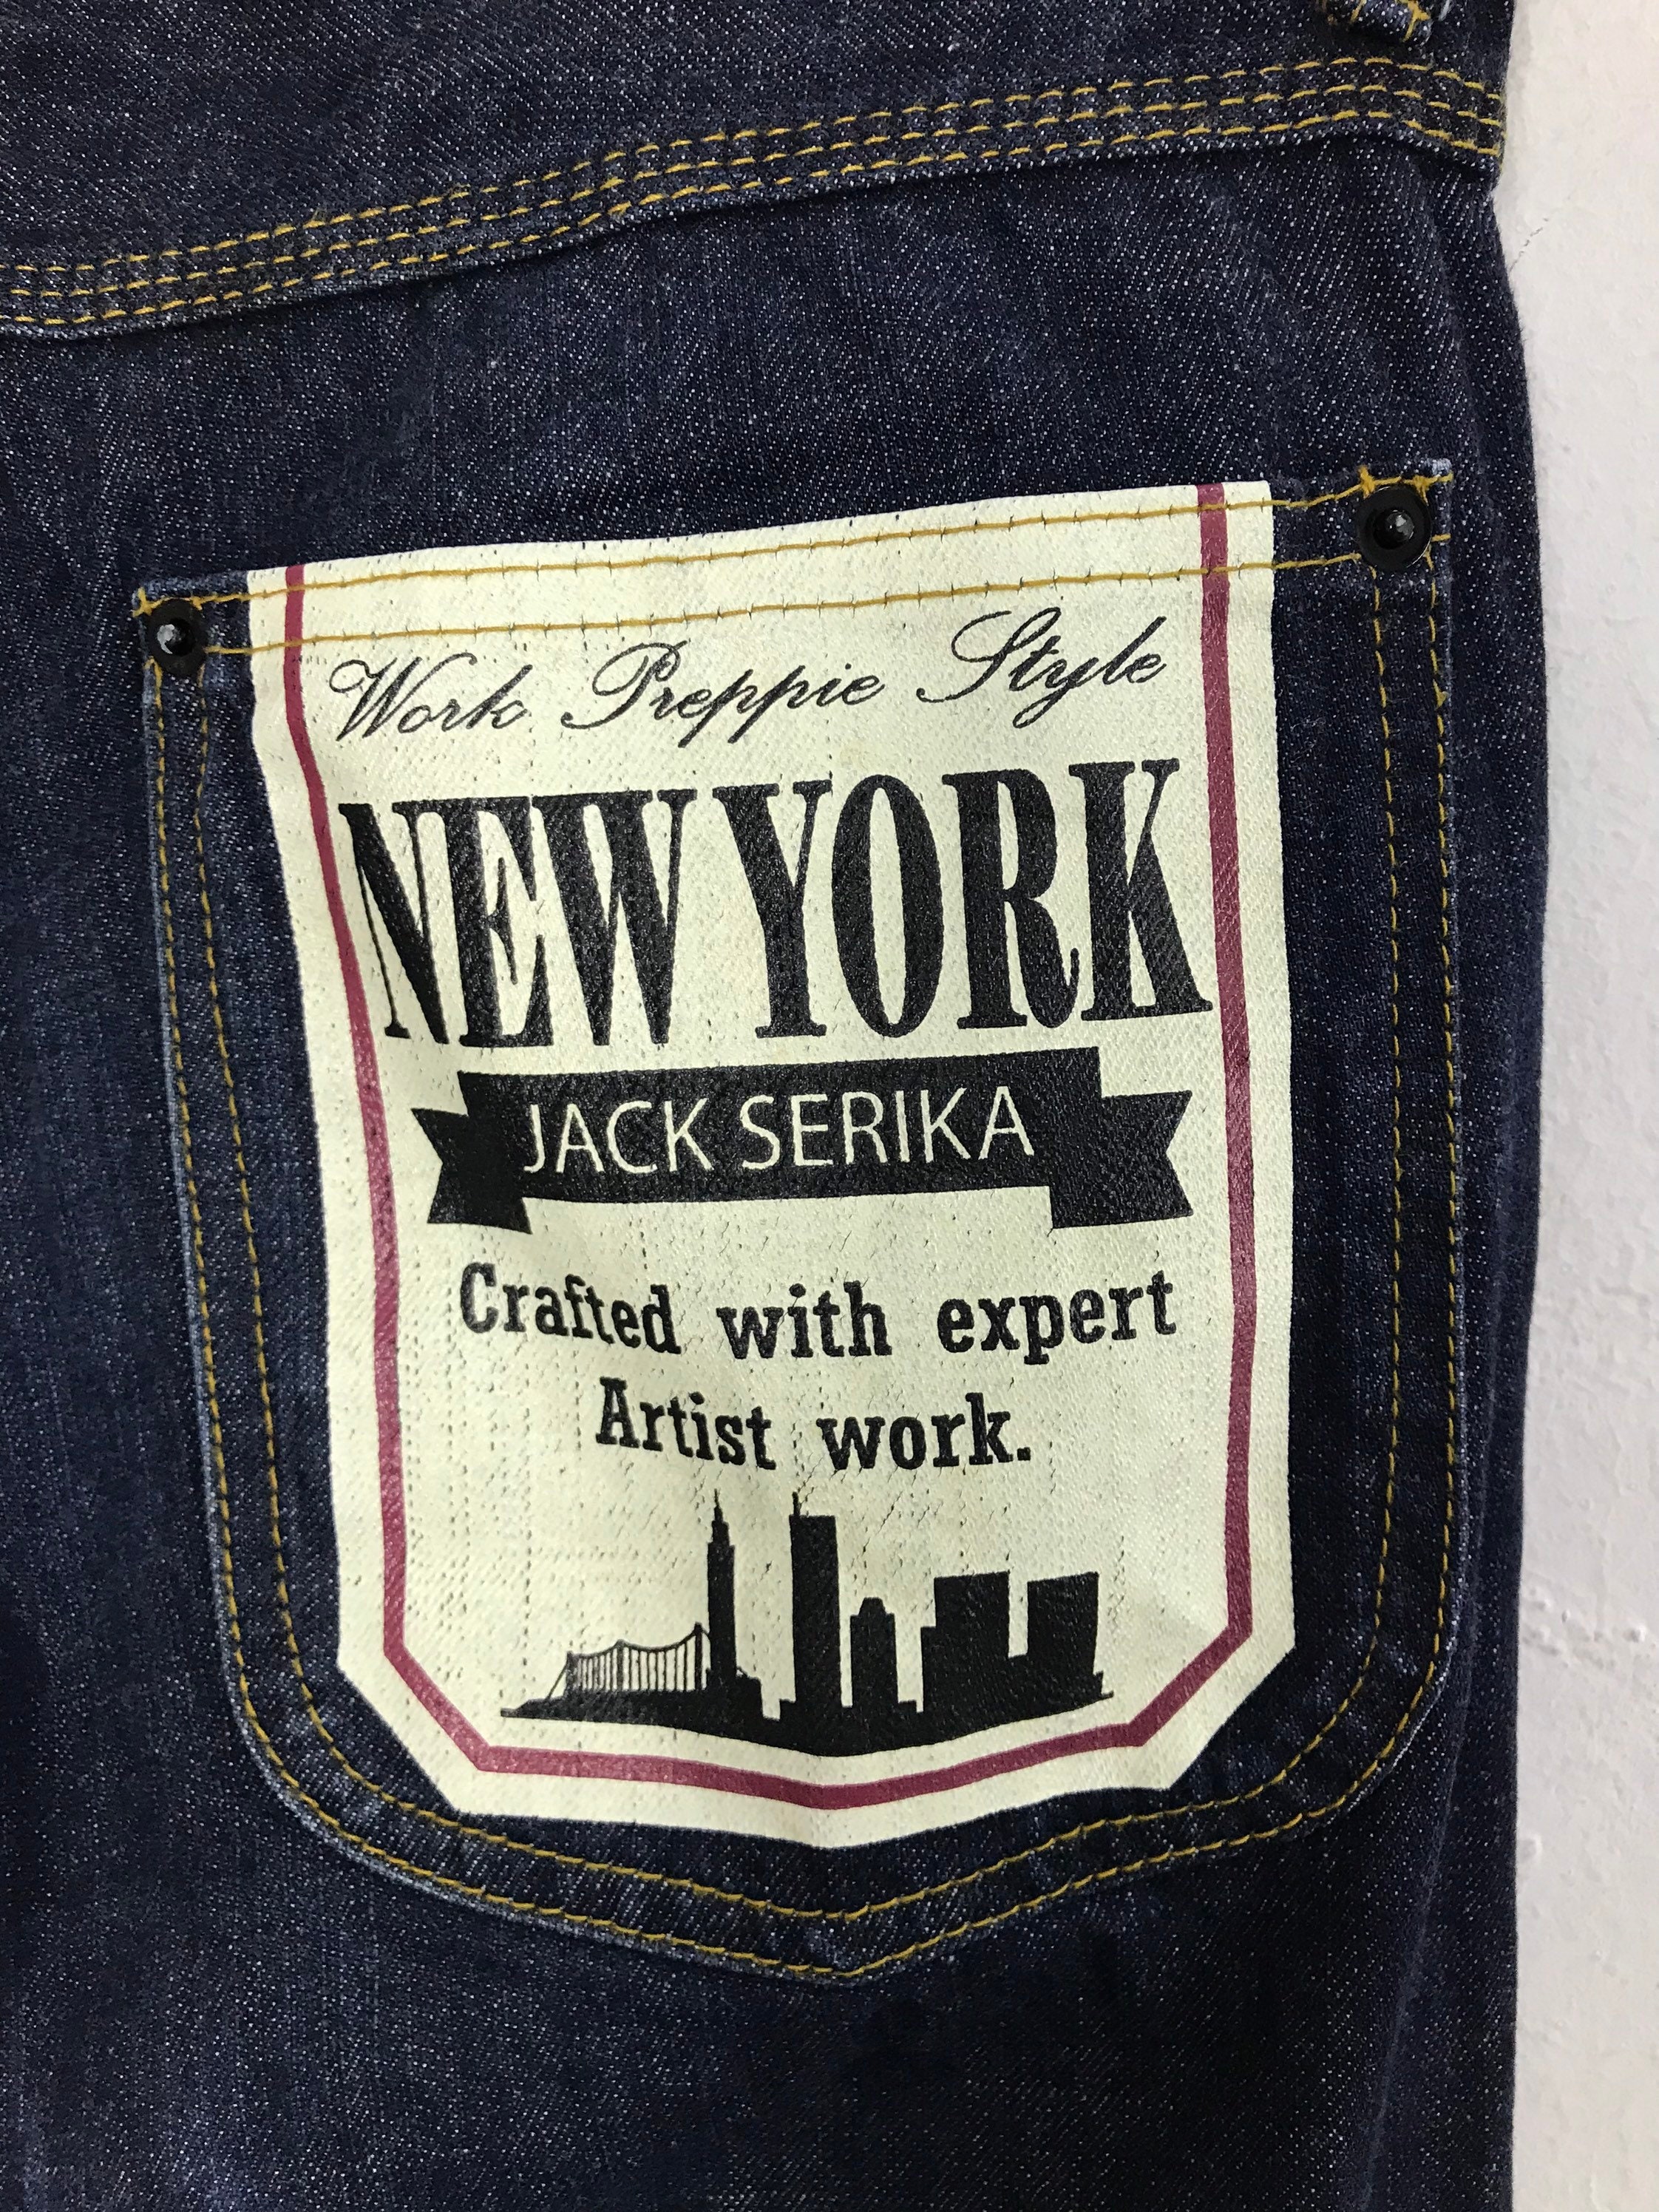 Work Preppie Style
NEW YORK
JACK SERIKA
Crafted with expert
Artist work.